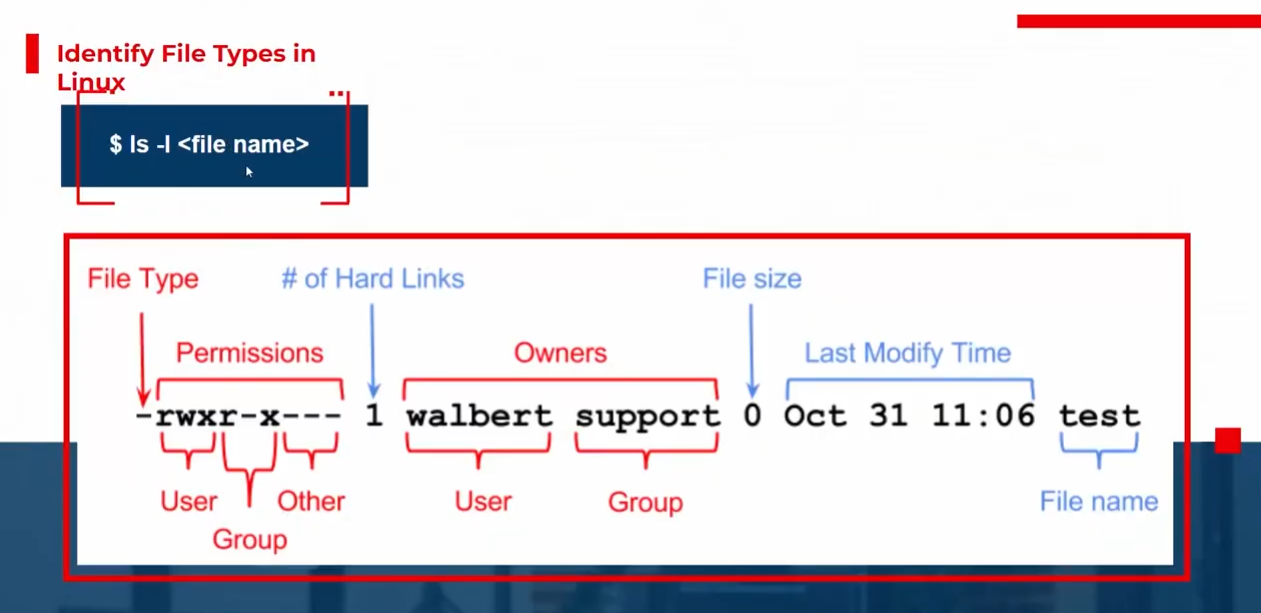 Identify File Types in
Linux
$ ls -l <file name>
File Type
# of Hard Links
File size
Permissions
Owners
Last Modify Time
-rwxr-x--- 1 walbert support 0 Oct 31 11:06 test
User
Other
User
Group
File name
Group